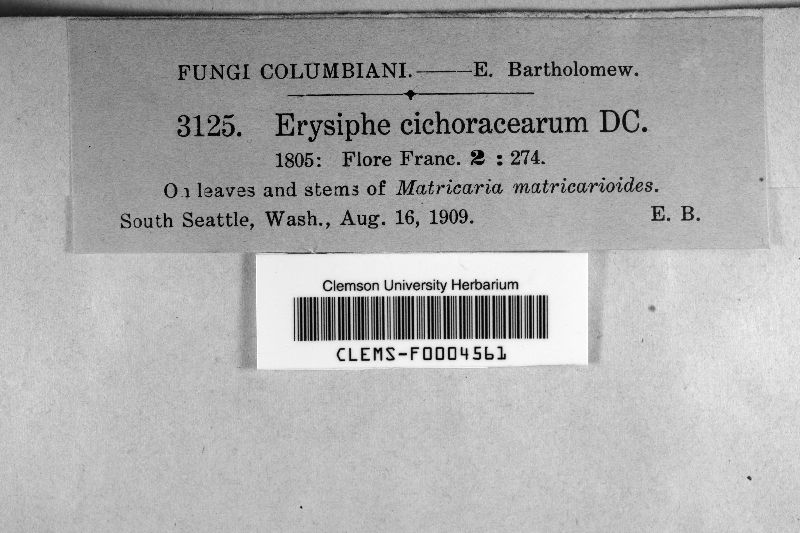 FUNGI COLUMBIANI.——E. Bartholomew.
3125. Erysiphe cichoracearum DC.
1805: Flore Franc. 2 : 274.
On leaves and stems of Matricaria matricarioides.
South Seattle, Wash., Aug. 16, 1909. E. B.
Clemson University Herbarium
CLEMS-F0004561